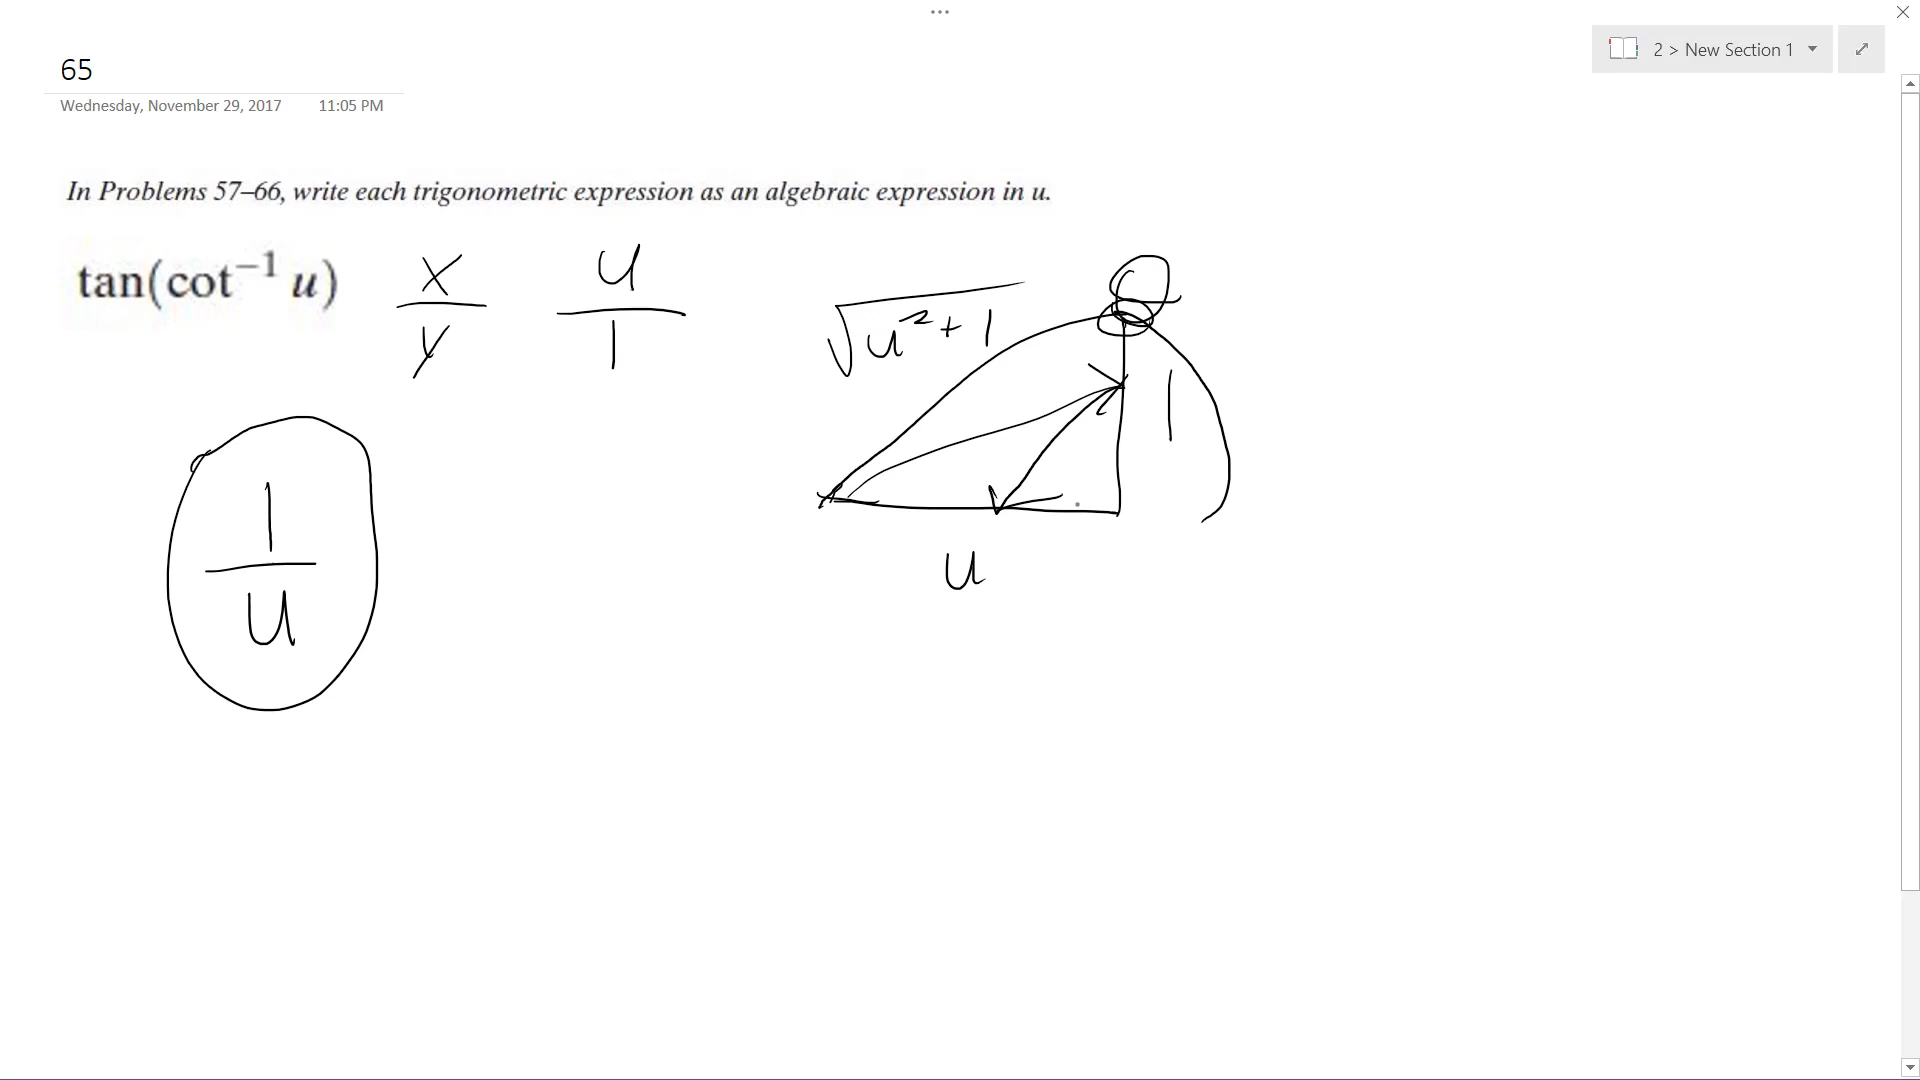 2 > New Section 1
65
Wednesday, November 29, 2017 11:05 PM
In Problems 57–66, write each trigonometric expression as an algebraic expression in u.
tan(cot⁻¹ u)
x
y
u
1
√u²+1
1
u
1
u